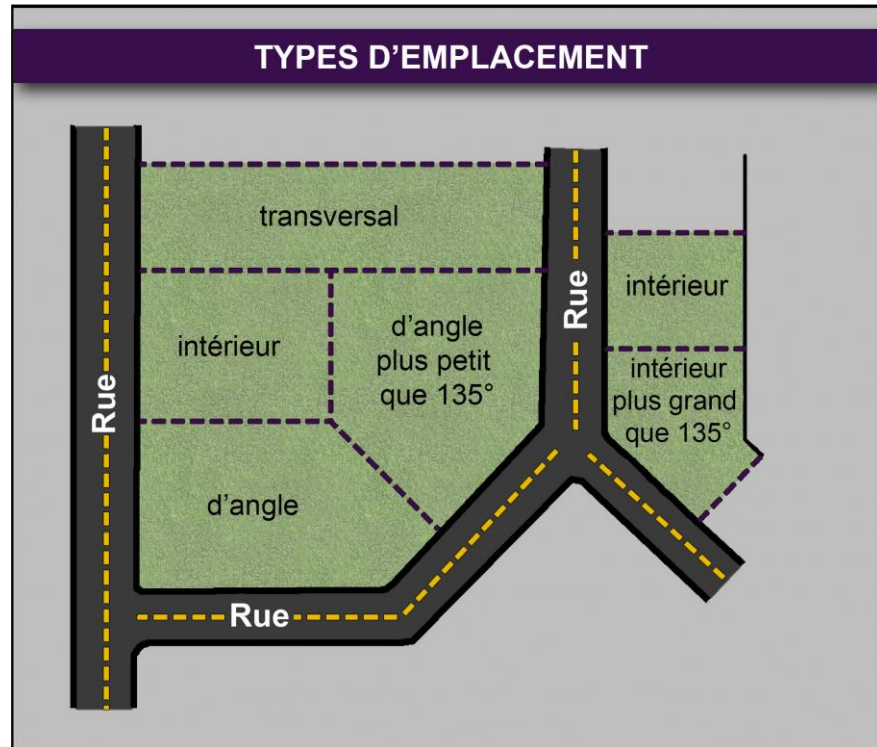 TYPES D'EMPLACEMENT
transversal
Rue
intérieur
d'angle
plus petit
que 135°
Rue
intérieur
intérieur
plus grand
que 135°
d'angle
Rue